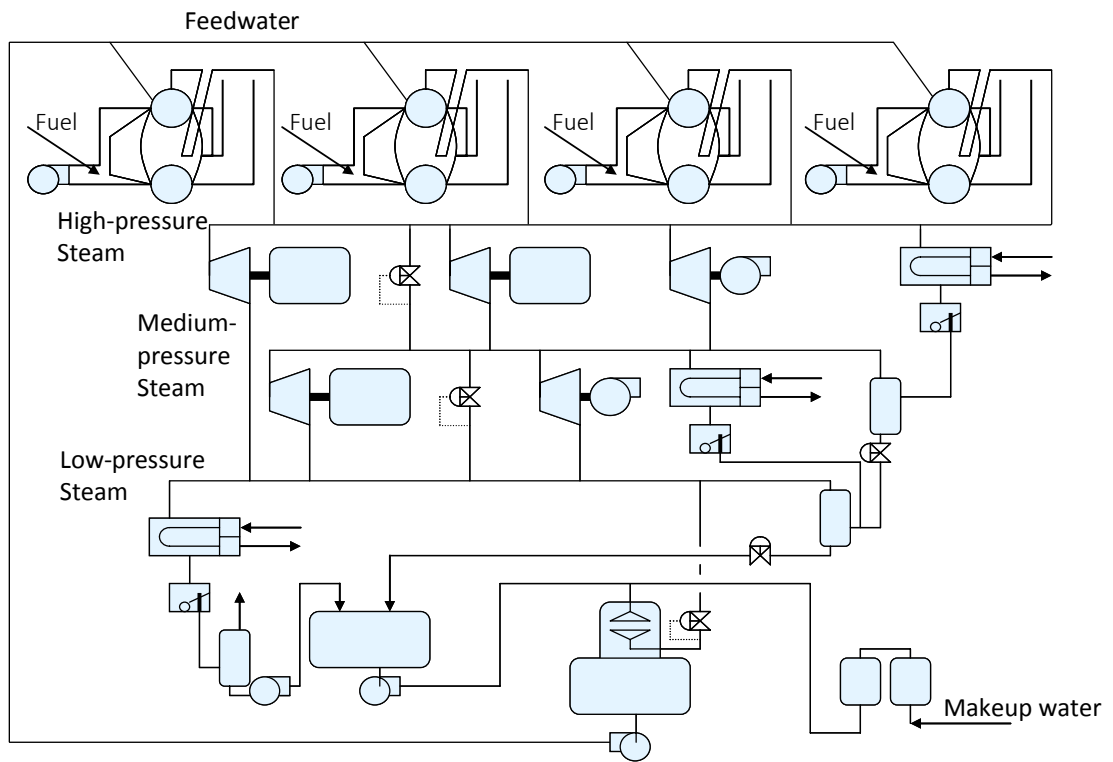 Feedwater
Fuel
Fuel
Fuel
Fuel
High-pressure
Steam
Medium-
pressure
Steam
Low-pressure
Steam
Makeup water